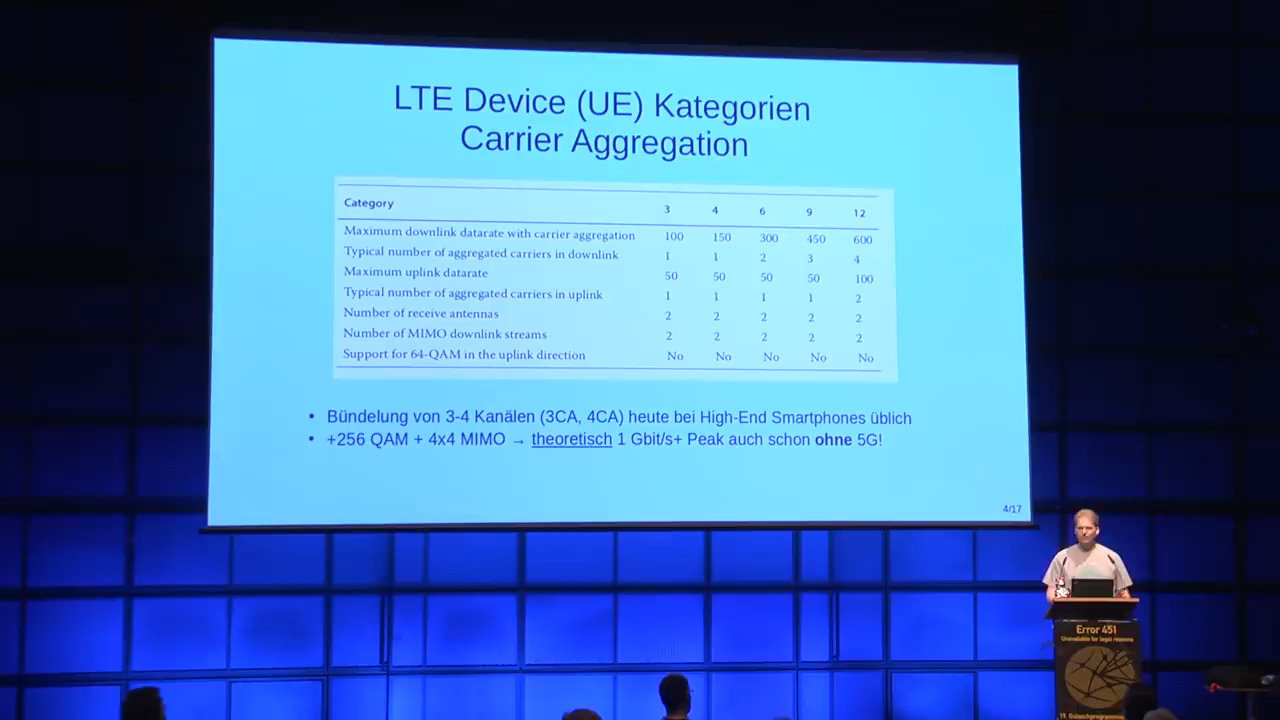 LTE Device (UE) Kategorien
Carrier Aggregation
Category 3 4 6 9 12
Maximum downlink datarate with carrier aggregation 100 150 300 450 600
Typical number of aggregated carriers in downlink 1 1 2 3 4
Maximum uplink datarate 50 50 50 50 100
Typical number of aggregated carriers in uplink 1 1 1 1 2
Number of receive antennas 2 2 2 2 2
Number of MIMO downlink streams 2 2 2 2 2
Support for 64-QAM in the uplink direction No No No No No
• Bündelung von 3-4 Kanälen (3CA, 4CA) heute bei High-End Smartphones üblich
• +256 QAM + 4x4 MIMO → theoretisch 1 Gbit/s+ Peak auch schon ohne 5G!
4/17
Error 451
Unavailable for legal reasons
19. Gulaschprogrammier